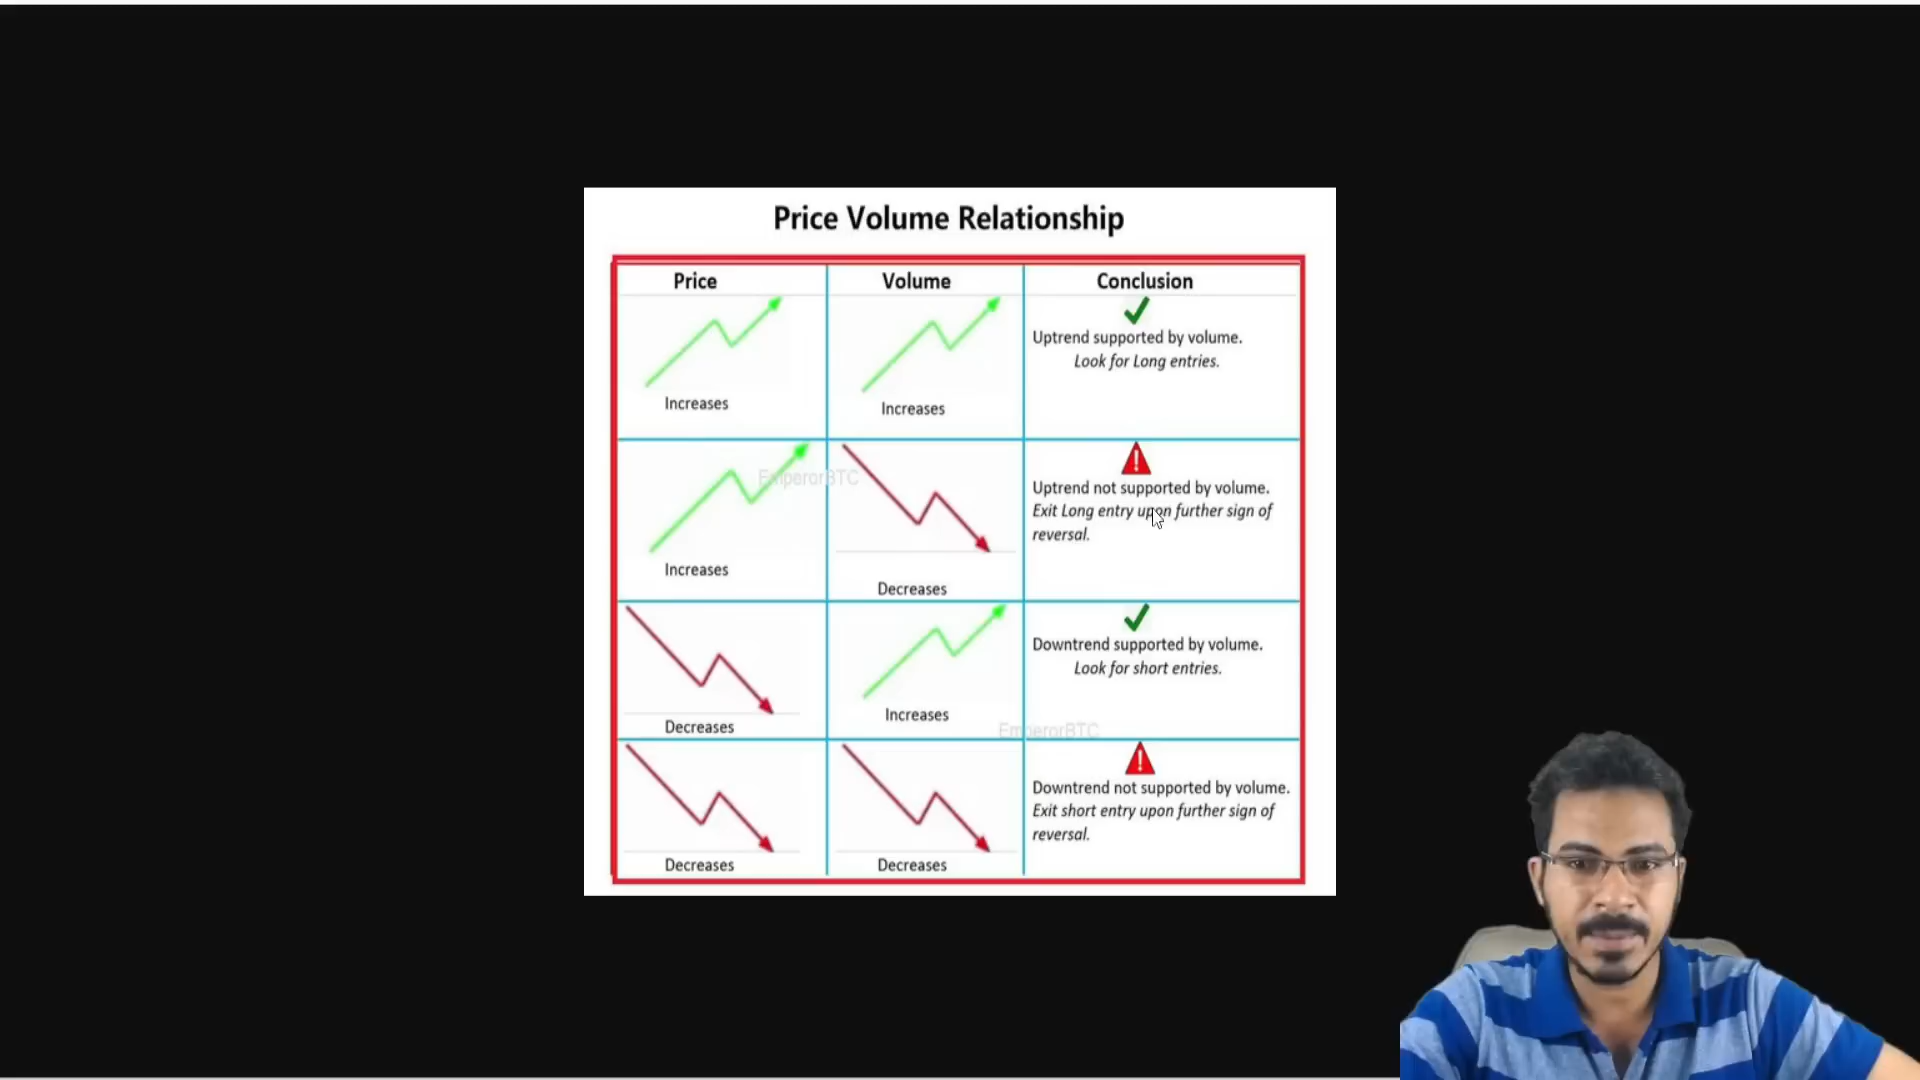 Price Volume Relationship
Price Volume Conclusion
Increases
Increases
Uptrend supported by volume.
Look for Long entries.
EmperorBTC
Increases
Decreases
Uptrend not supported by volume.
Exit Long entry upon further sign of
reversal.
Decreases
Increases
Downtrend supported by volume.
Look for short entries.
EmperorBTC
Decreases
Decreases
Downtrend not supported by volume.
Exit short entry upon further sign of
reversal.